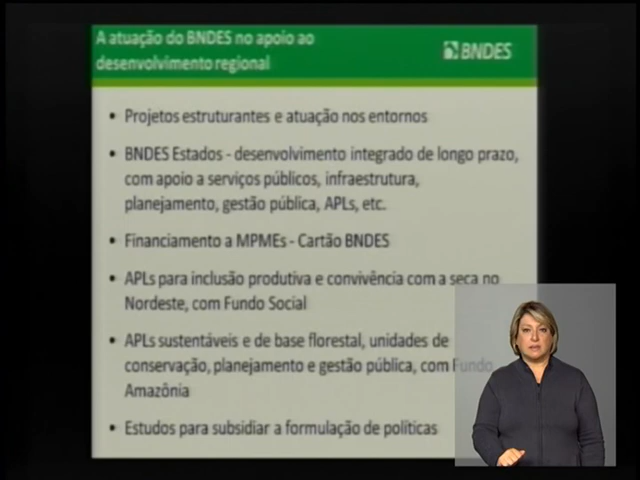 A atuação do BNDES no apoio ao
desenvolvimento regional
BNDES
• Projetos estruturantes e atuação nos entornos
• BNDES Estados - desenvolvimento integrado de longo prazo,
com apoio a serviços públicos, infraestrutura,
planejamento, gestão pública, APLs, etc.
• Financiamento a MPMEs - Cartão BNDES
• APLs para inclusão produtiva e convivência com a seca no
Nordeste, com Fundo Social
• APLs sustentáveis e de base florestal, unidades de
conservação, planejamento e gestão pública, com Fundo
Amazônia
• Estudos para subsidiar a formulação de políticas